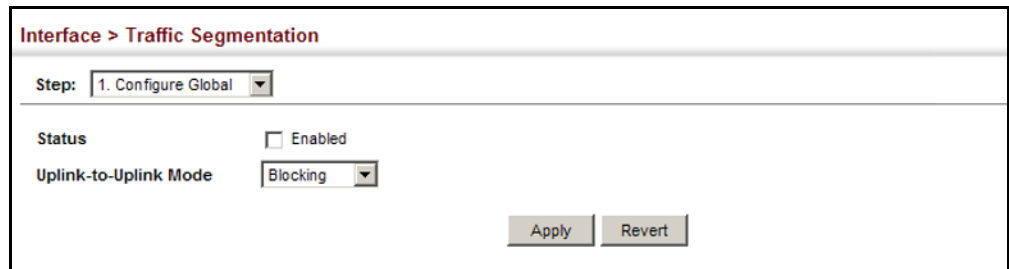 Interface > Traffic Segmentation
Step: 1. Configure Global
Status Enabled
Uplink-to-Uplink Mode Blocking
Apply Revert